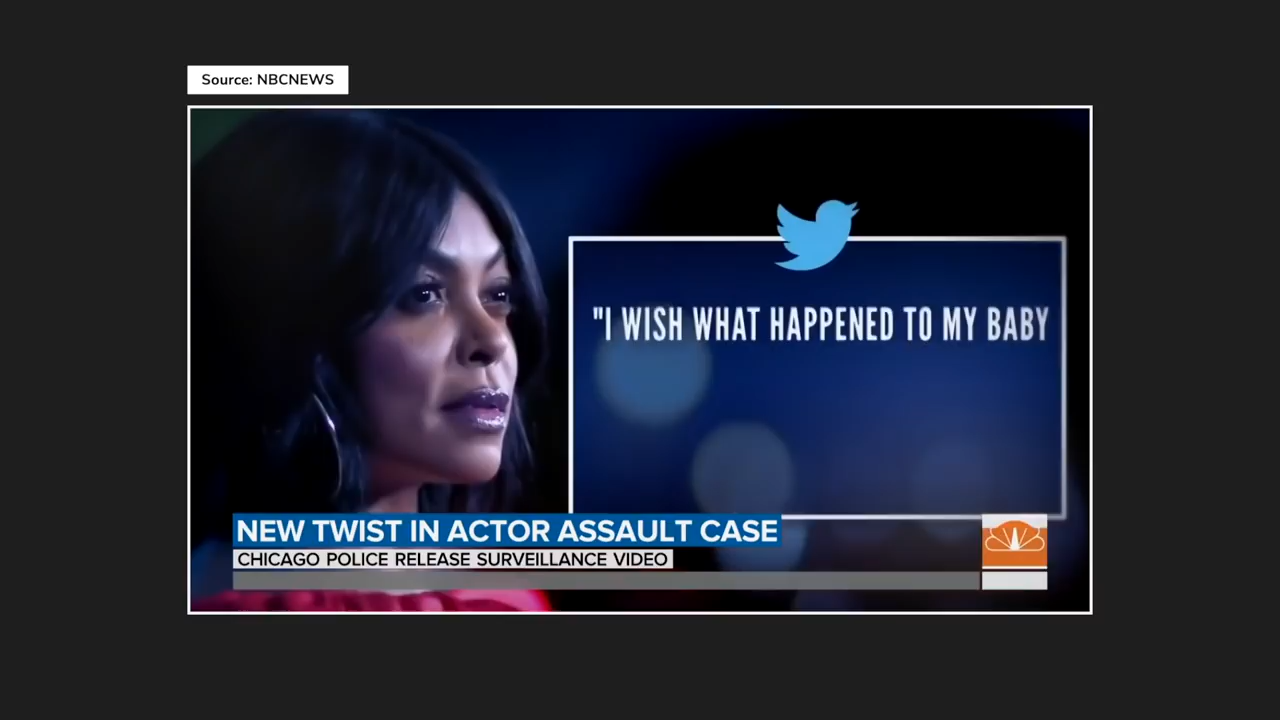 Source: NBCNEWS
"I WISH WHAT HAPPENED TO MY BABY
NEW TWIST IN ACTOR ASSAULT CASE
CHICAGO POLICE RELEASE SURVEILLANCE VIDEO